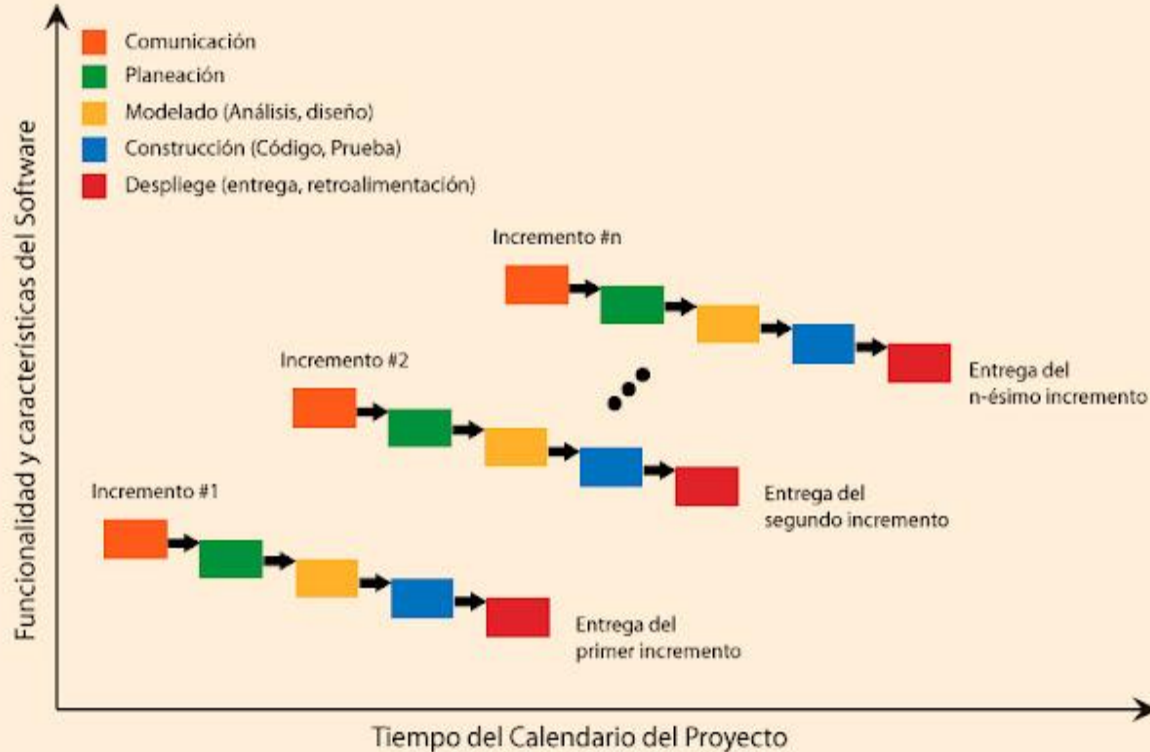 Funcionalidad y características del Software
Comunicación
Planeación
Modelado (Análisis, diseño)
Construcción (Código, Prueba)
Despliege (entrega, retroalimentación)
Incremento #n
Entrega del
n-ésimo incremento
Incremento #2
Entrega del
segundo incremento
Incremento #1
Entrega del
primer incremento
Tiempo del Calendario del Proyecto